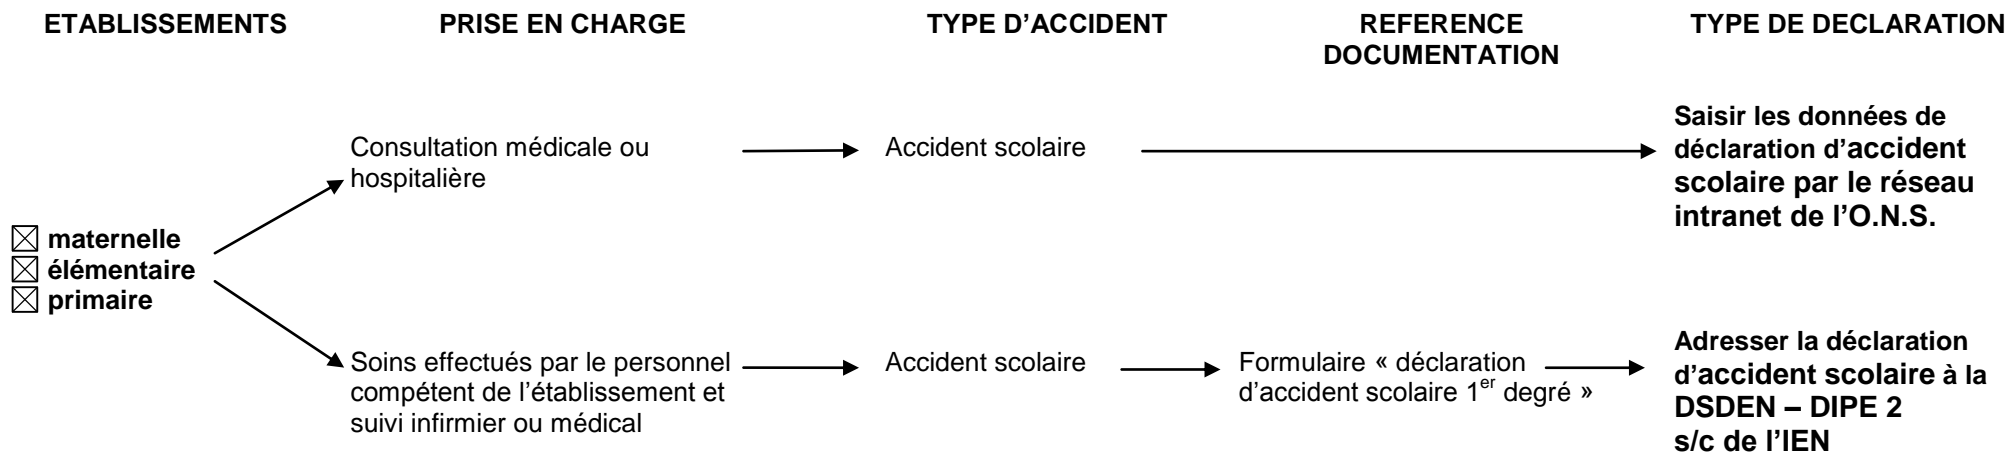 ETABLISSEMENTS
PRISE EN CHARGE
TYPE D'ACCIDENT
REFERENCE
DOCUMENTATION
TYPE DE DECLARATION
☒ maternelle
☒ élémentaire
☒ primaire
Consultation médicale ou
hospitalière
Accident scolaire
Saisir les données de
déclaration d'accident
scolaire par le réseau
intranet de l'O.N.S.
Soins effectués par le personnel
compétent de l'établissement et
suivi infirmier ou médical
Accident scolaire
Formulaire « déclaration
d'accident scolaire 1er degré »
Adresser la déclaration
d'accident scolaire à la
DSDEN – DIPE 2
s/c de l'IEN